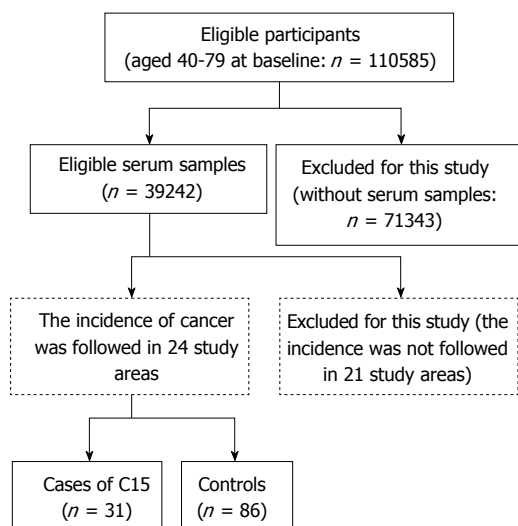 Eligible participants
(aged 40-79 at baseline: n = 110585)
Eligible serum samples
(n = 39242)
Excluded for this study
(without serum samples:
n = 71343)
The incidence of cancer
was followed in 24 study
areas
Excluded for this study (the
incidence was not followed
in 21 study areas)
Cases of C15
(n = 31)
Controls
(n = 86)